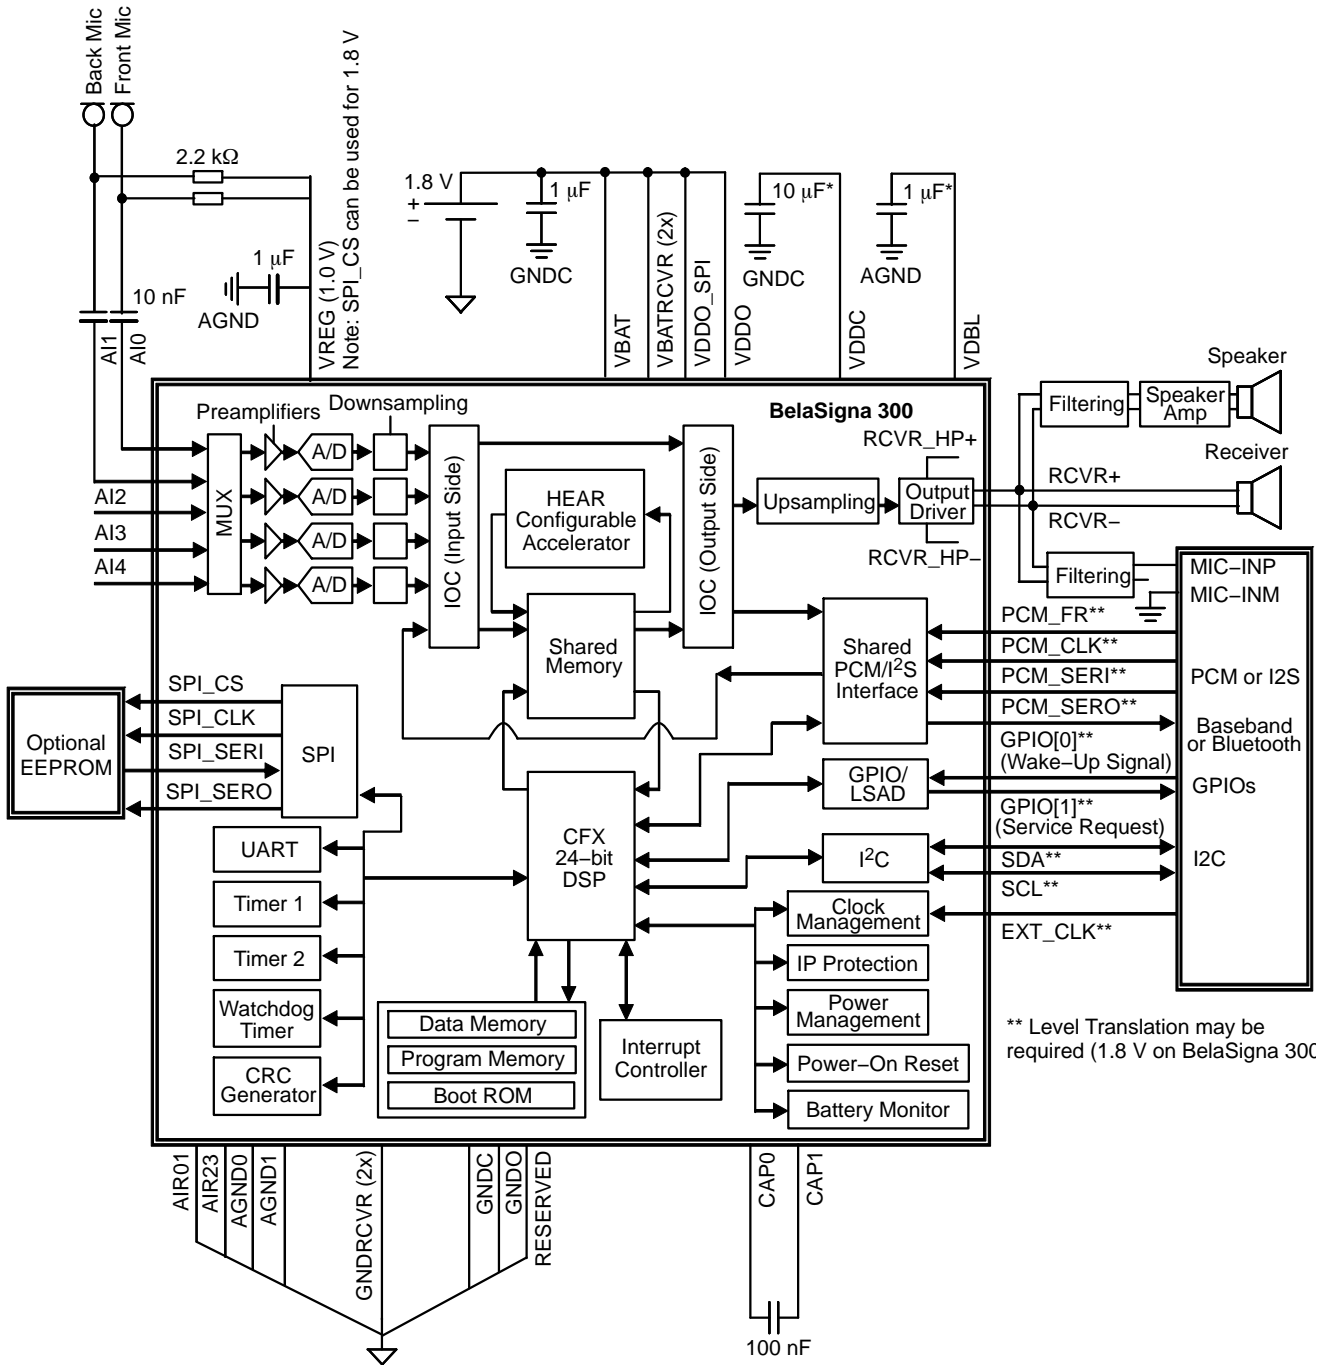 Back Mic
Front Mic
2.2 kΩ
1 μF
AGND
10 nF
AI1
AI0
VREG (1.0 V)
Note: SPI_CS can be used for 1.8 V
1.8 V
+
−
1 μF
GNDC
VBAT
VBATRCVR (2x)
VDDO_SPI
VDDO
10 μF*
GNDC
VDDC
1 μF*
AGND
VDBL
BelaSigna 300
Preamplifiers
Downsampling
MUX
A/D
A/D
A/D
A/D
AI2
AI3
AI4
IOC (Input Side)
HEAR
Configurable
Accelerator
Shared
Memory
IOC (Output Side)
Upsampling
RCVR_HP+
Output
Driver
RCVR_HP−
Filtering
Speaker
Amp
Speaker
Receiver
RCVR+
RCVR−
Filtering
MIC−INP
MIC−INM
Shared
PCM/I2S
Interface
PCM_FR**
PCM_CLK**
PCM_SERI**
PCM_SERO**
PCM or I2S
Baseband
or Bluetooth
GPIO[0]**
(Wake−Up Signal)
GPIO/
LSAD
GPIOs
GPIO[1]**
(Service Request)
I2C
SDA**
SCL**
I2C
EXT_CLK**
Optional
EEPROM
SPI_CS
SPI_CLK
SPI_SERI
SPI_SERO
SPI
UART
Timer 1
Timer 2
Watchdog
Timer
CRC
Generator
CFX
24−bit
DSP
Data Memory
Program Memory
Boot ROM
Interrupt
Controller
Clock
Management
IP Protection
Power
Management
Power−On Reset
Battery Monitor
** Level Translation may be
required (1.8 V on BelaSigna 300
AIR01
AIR23
AGND0
AGND1
GNDRCVR (2x)
GNDC
GNDO
RESERVED
CAP0
CAP1
100 nF